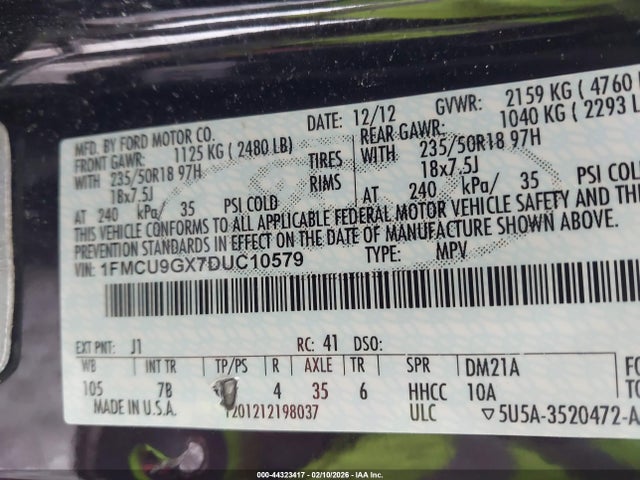 MFD. BY FORD MOTOR CO.
DATE: 12/12 GVWR: 2159 KG ( 4760
FRONT GAWR: 1125 KG ( 2480 LB) REAR GAWR: 1040 KG ( 2293 L
WITH 235/50R18 97H TIRES WITH 235/50R18 97H
18x7.5J RIMS 18x7.5J
AT 240 kPa/ 35 PSI COLD AT 240 kPa/ 35 PSI COLD
THIS VEHICLE CONFORMS TO ALL APPLICABLE FEDERAL MOTOR VEHICLE SAFETY AND
THEFT PREVENTION STANDARDS IN EFFECT ON THE DATE OF MANUFACTURE SHOWN ABOVE.
VIN: 1FMCU9GX7DUC10579 TYPE: MPV
EXT PNT: J1 RC: 41 DSO:
WB INT TR TP/PS R AXLE TR SPR DM21A
105 7B 4 35 6 HHCC 10A
MADE IN U.S.A. T201212198037 ULC 5U5A-3520472-A
000-44323417 - 02/10/2026 - IAA Inc.